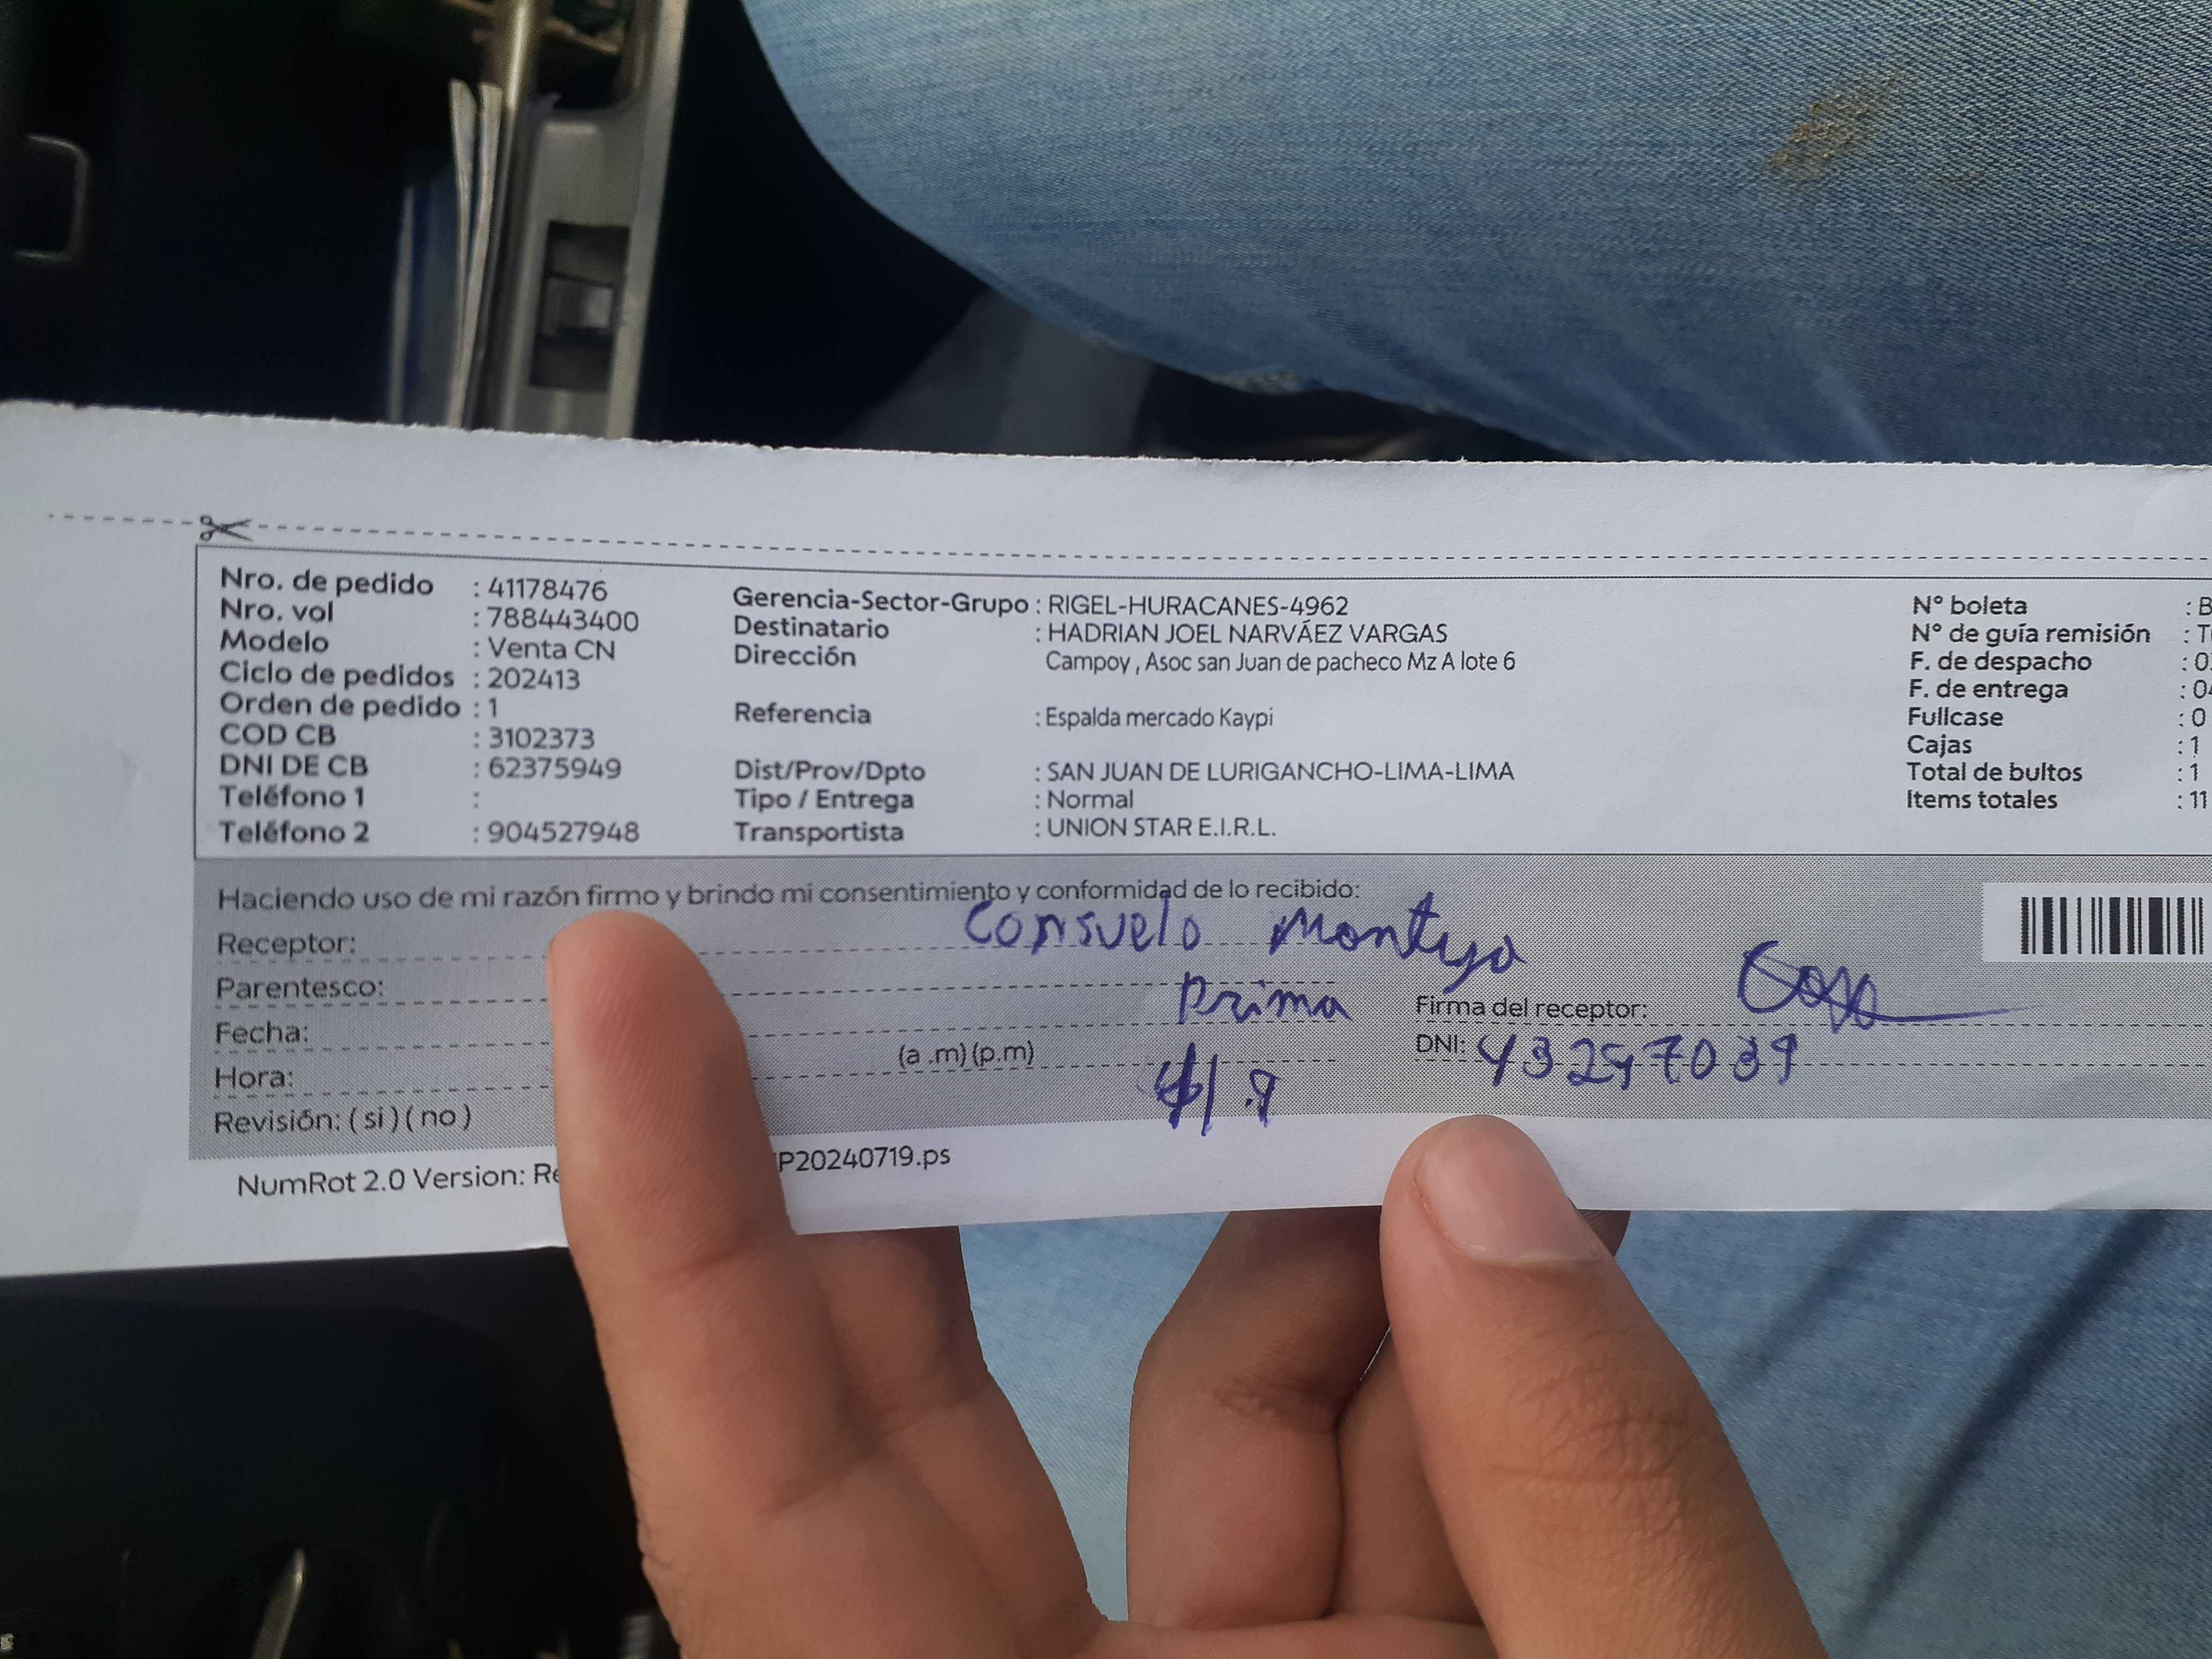 Nro. de pedido : 41178476
Nro. vol : 788443400
Modelo : Venta CN
Ciclo de pedidos : 202413
Orden de pedido : 1
COD CB : 3102373
DNI DE CB : 62375949
Teléfono 1 :
Teléfono 2 : 904527948
Gerencia-Sector-Grupo : RIGEL-HURACANES-4962
Destinatario : HADRIAN JOEL NARVÁEZ VARGAS
Dirección Campoy , Asoc san Juan de pacheco Mz A lote 6
Referencia : Espalda mercado Kaypi
Dist/Prov/Dpto : SAN JUAN DE LURIGANCHO-LIMA-LIMA
Tipo / Entrega : Normal
Transportista : UNION STAR E.I.R.L.
N° boleta : B
N° de guía remisión : T
F. de despacho : 0
F. de entrega : 0
Fullcase : 0
Cajas : 1
Total de bultos : 1
Items totales : 11
Haciendo uso de mi razón firmo y brindo mi consentimiento y conformidad de lo recibido:
Receptor: Consuelo
Parentesco: Prima
Fecha:
Hora: (a .m) (p.m)
Revisión: ( si ) ( no )
Firma del receptor:
DNI: 43297039
NumRot 2.0 Version: Re P20240719.ps